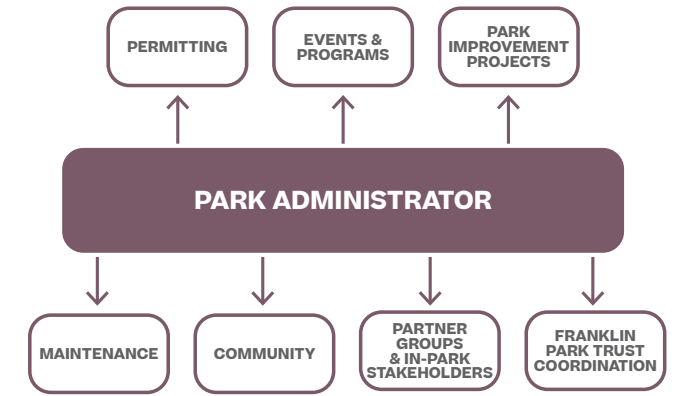 PERMITTING
EVENTS &
PROGRAMS
PARK
IMPROVEMENT
PROJECTS
PARK ADMINISTRATOR
MAINTENANCE
COMMUNITY
PARTNER
GROUPS
& IN-PARK
STAKEHOLDERS
FRANKLIN
PARK TRUST
COORDINATION